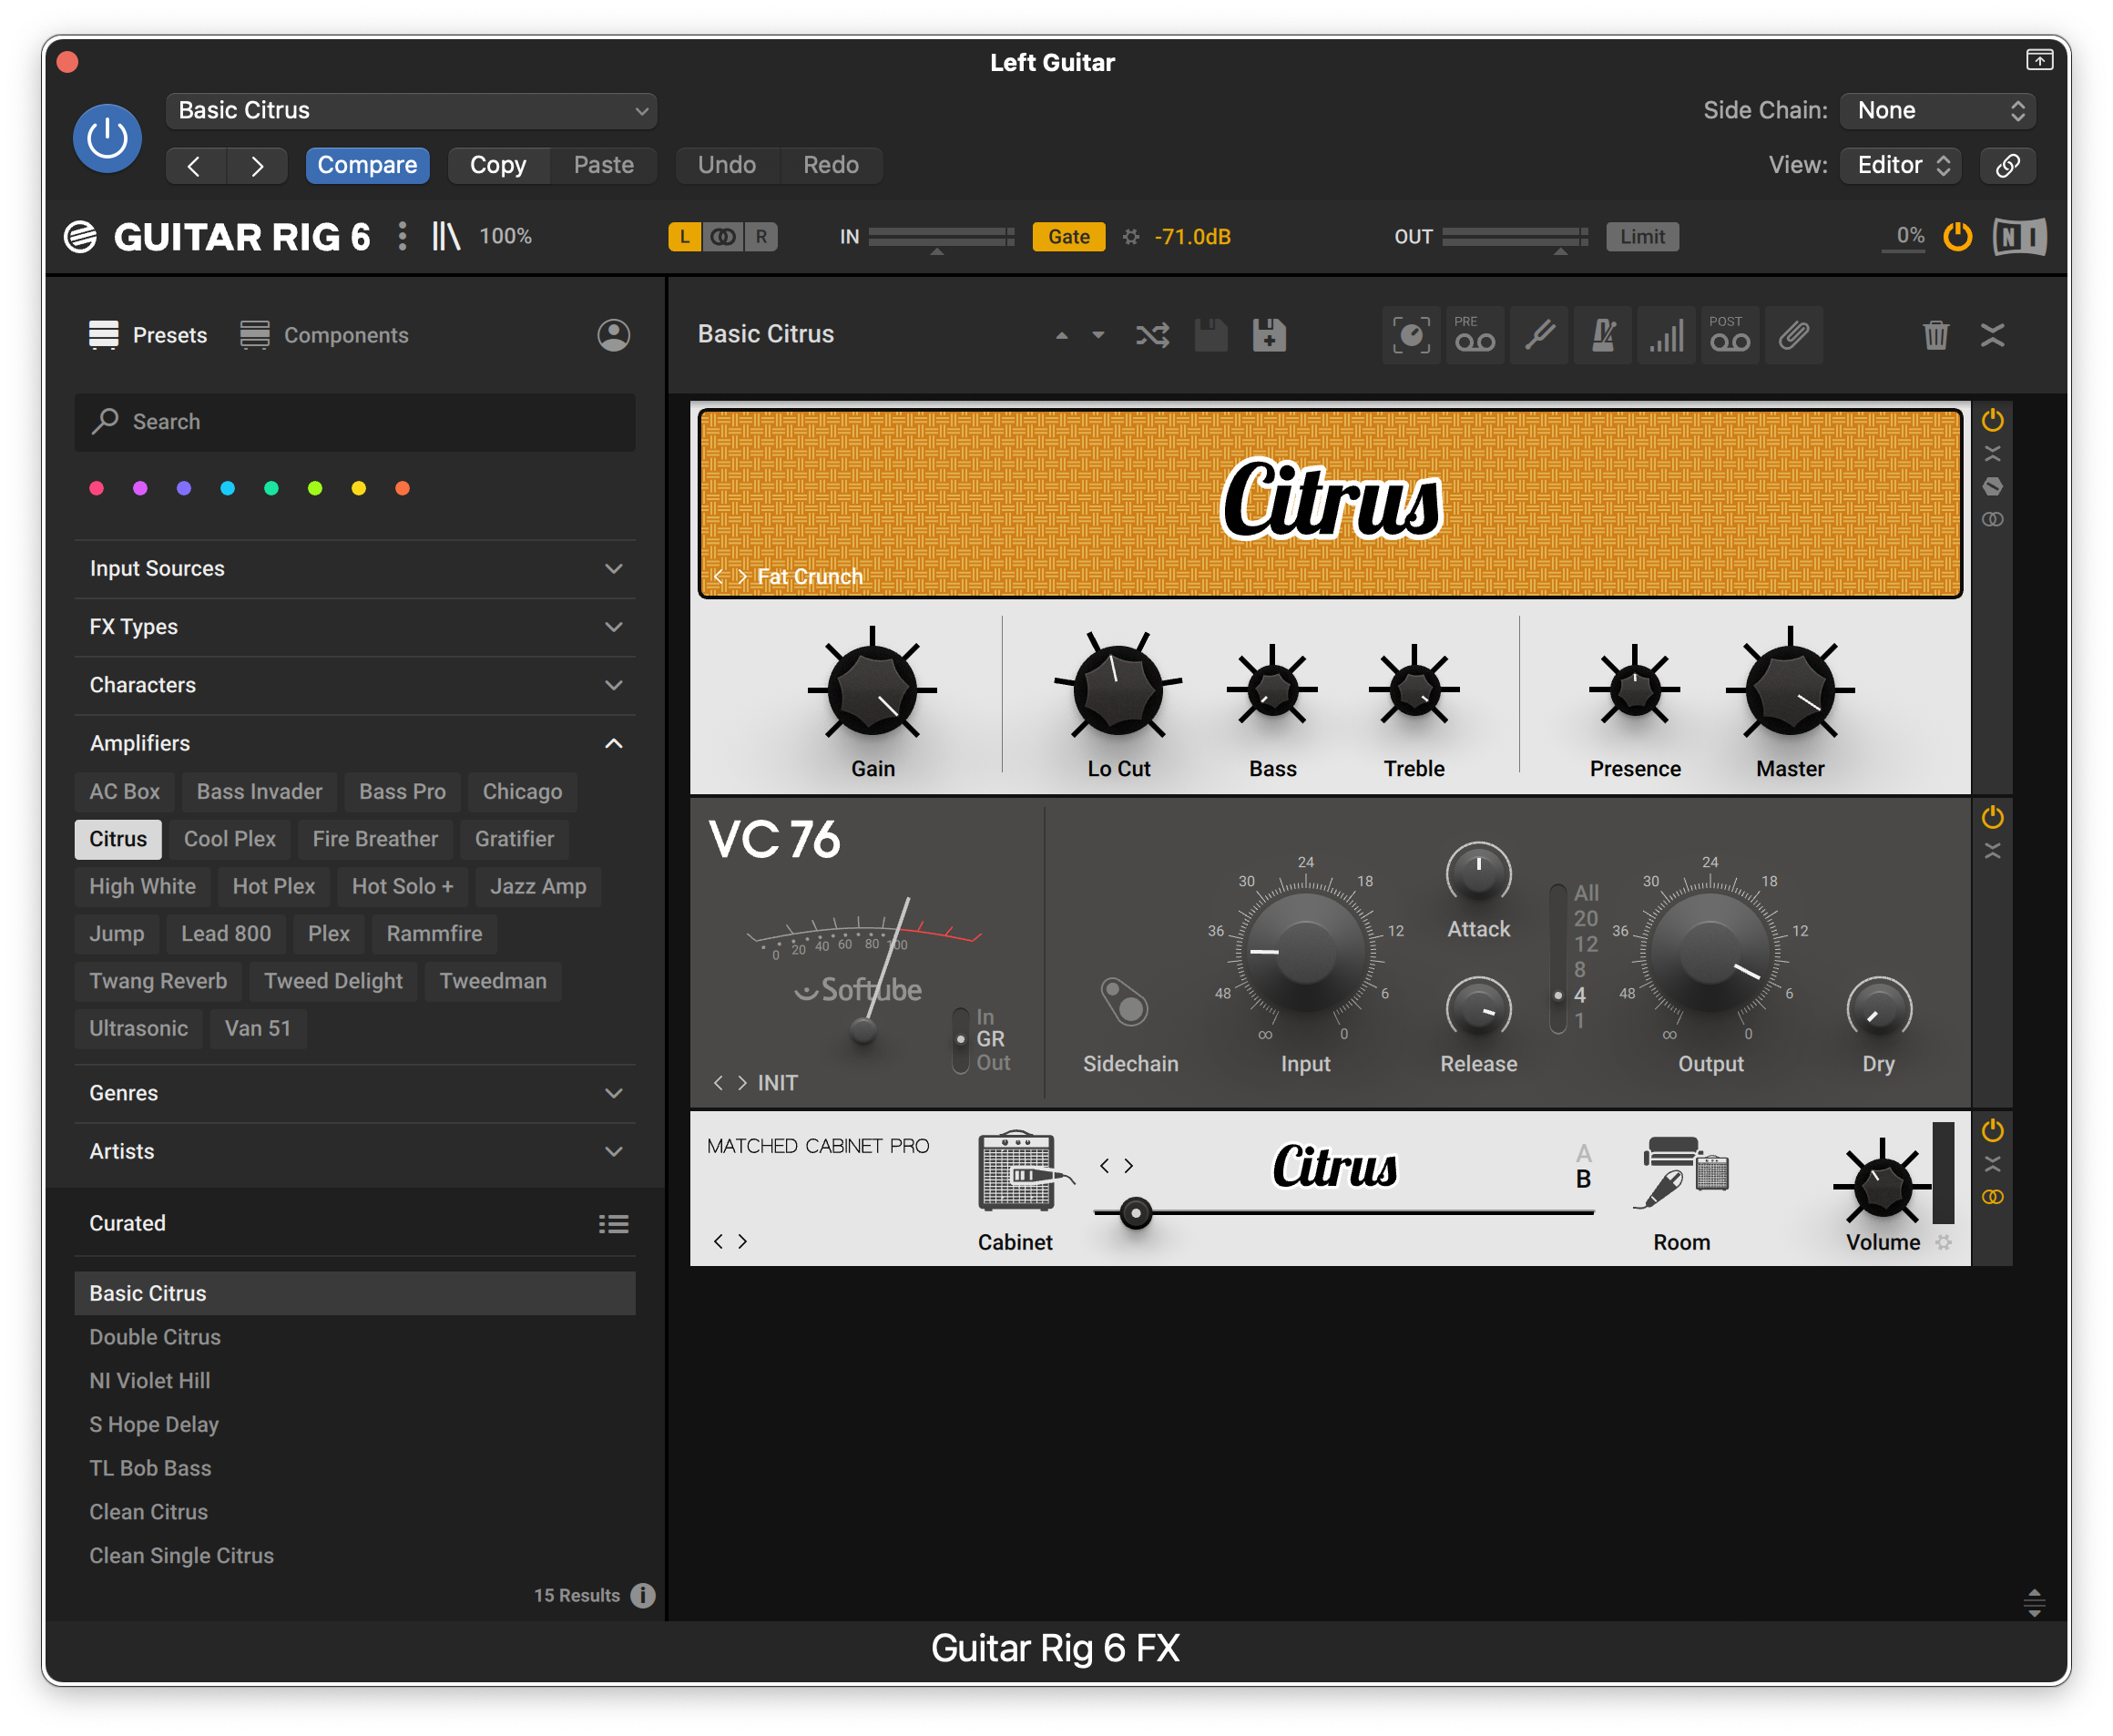 Left Guitar
Basic Citrus
Side Chain: None
Compare Copy Paste Undo Redo
View: Editor
GUITAR RIG 6 100%
L R
IN Gate -71.0dB
OUT Limit
0% NI
Presets Components
Search
Input Sources
FX Types
Characters
Amplifiers
AC Box Bass Invader Bass Pro Chicago
Citrus Cool Plex Fire Breather Gratifier
High White Hot Plex Hot Solo + Jazz Amp
Jump Lead 800 Plex Rammfire
Twang Reverb Tweed Delight Tweedman
Ultrasonic Van 51
Genres
Artists
Curated
Basic Citrus
Double Citrus
NI Violet Hill
S Hope Delay
TL Bob Bass
Clean Citrus
Clean Single Citrus
15 Results
Basic Citrus
PRE
POST
Citrus
Fat Crunch
Gain Lo Cut Bass Treble Presence Master
VC 76
0 20 40 60 80 100
Softube
In
GR
Out
INIT
Sidechain
∞ 48 36 30 24 18 12 6 0
Input
Attack
Release
All
20
12
8
4
1
∞ 48 36 30 24 18 12 6 0
Output
Dry
MATCHED CABINET PRO
Cabinet
Citrus
A
B
Room
Volume
Guitar Rig 6 FX